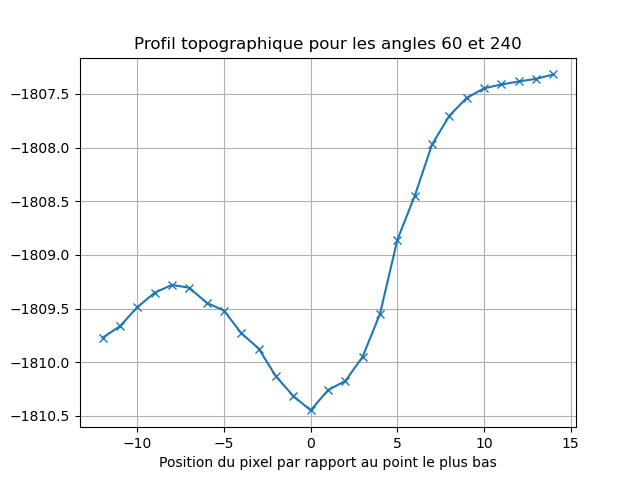 Profil topographique pour les angles 60 et 240
−1807.5
−1808.0
−1808.5
−1809.0
−1809.5
−1810.0
−1810.5
−10 −5 0 5 10 15
Position du pixel par rapport au point le plus bas